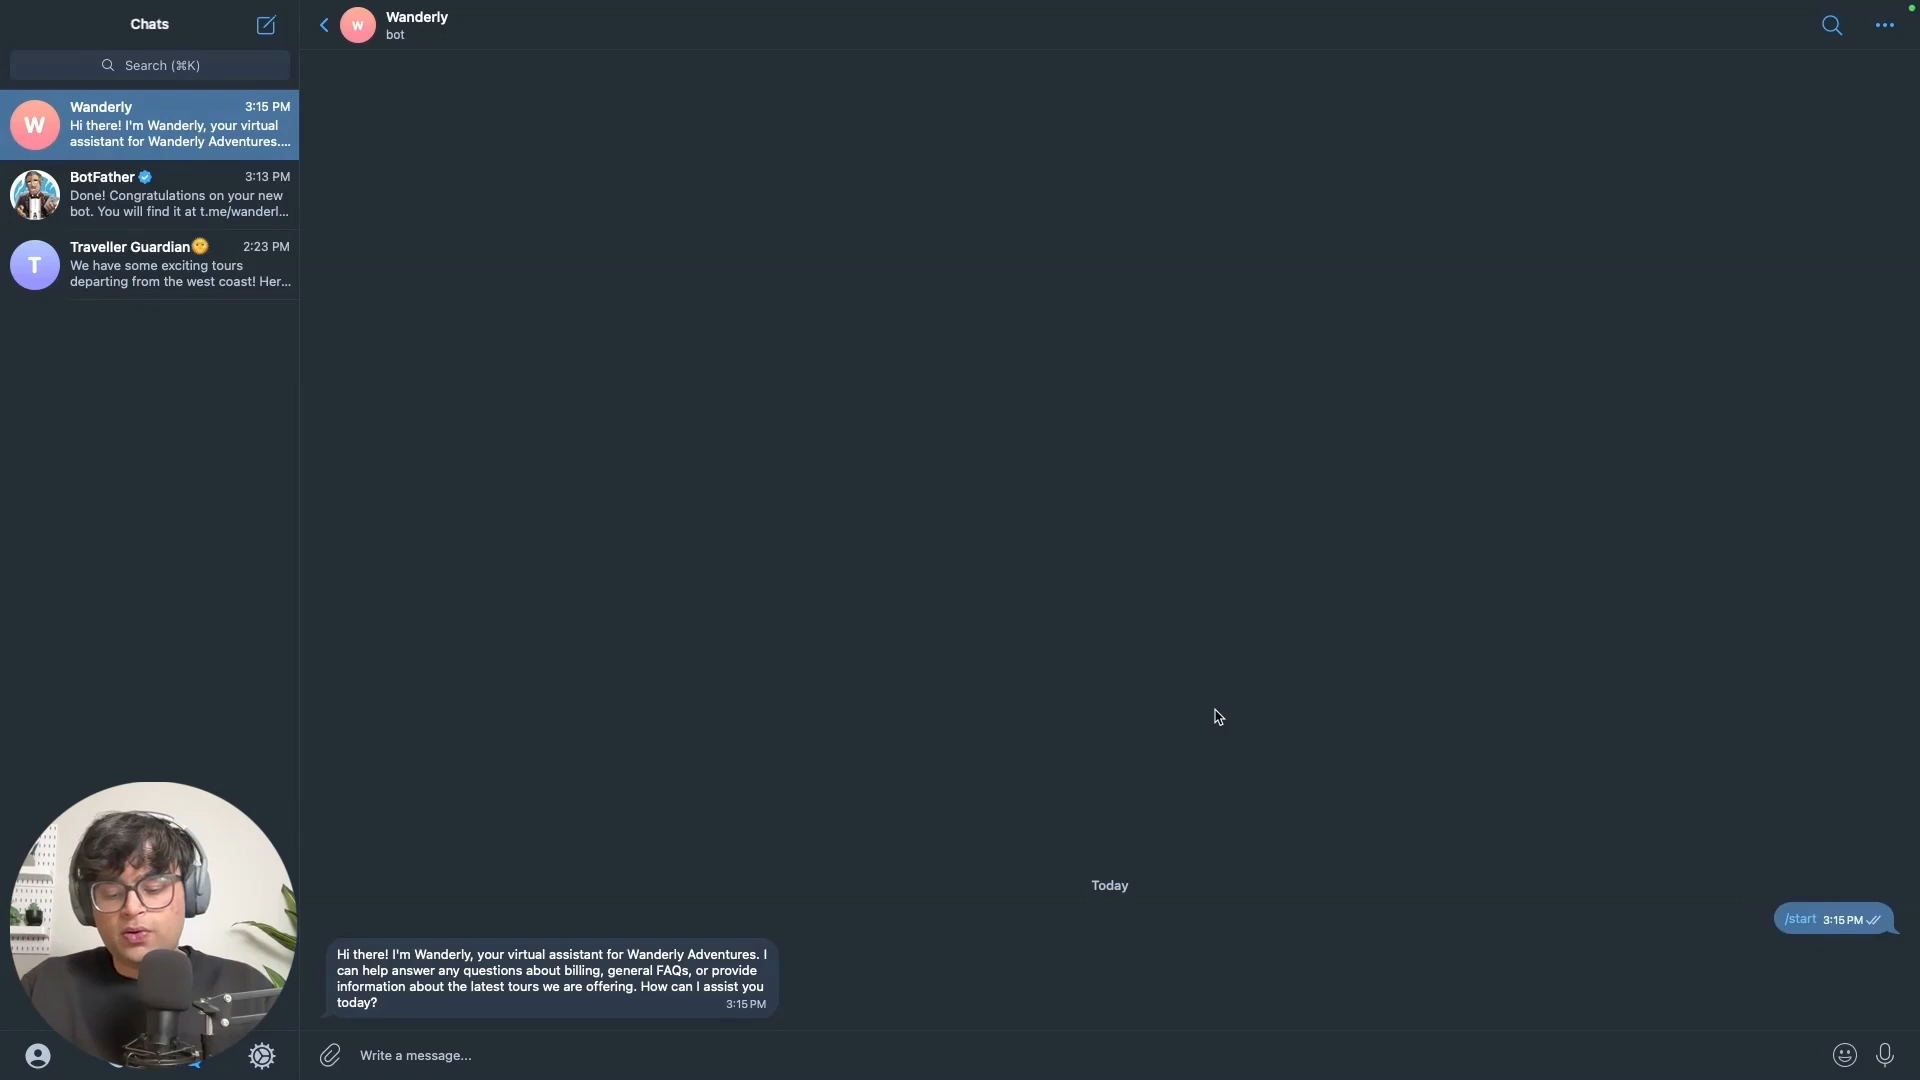 Chats
Search (⌘K)
Wanderly
3:15 PM
Hi there! I'm Wanderly, your virtual
assistant for Wanderly Adventures....
BotFather
3:13 PM
Done! Congratulations on your new
bot. You will find it at t.me/wanderl...
Traveller Guardian
2:23 PM
We have some exciting tours
departing from the west coast! Her...
W
T
W
Wanderly
bot
Today
/start 3:15 PM
Hi there! I'm Wanderly, your virtual assistant for Wanderly Adventures. I
can help answer any questions about billing, general FAQs, or provide
information about the latest tours we are offering. How can I assist you
today?
3:15 PM
Write a message...